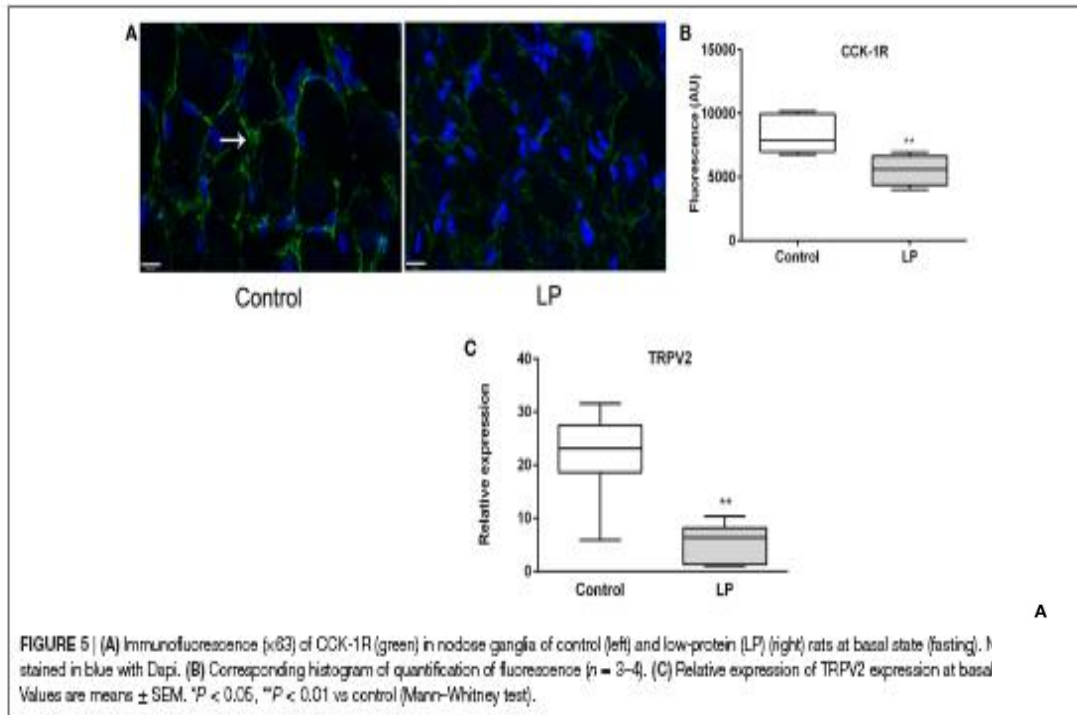 A
Control
LP
B
CCK-1R
Fluorescence (AU)
15000
10000
5000
0
**
Control
LP
C
TRPV2
Relative expression
40
30
20
10
0
**
Control
LP
A
FIGURE 5 | (A) Immunofluorescence (×63) of CCK-1R (green) in nodose ganglia of control (left) and low-protein (LP) (right) rats at basal state (fasting). N
stained in blue with Dapi. (B) Corresponding histogram of quantification of fluorescence (n = 3–4). (C) Relative expression of TRPV2 expression at basal
Values are means ± SEM. *P < 0.05, **P < 0.01 vs control (Mann–Whitney test).